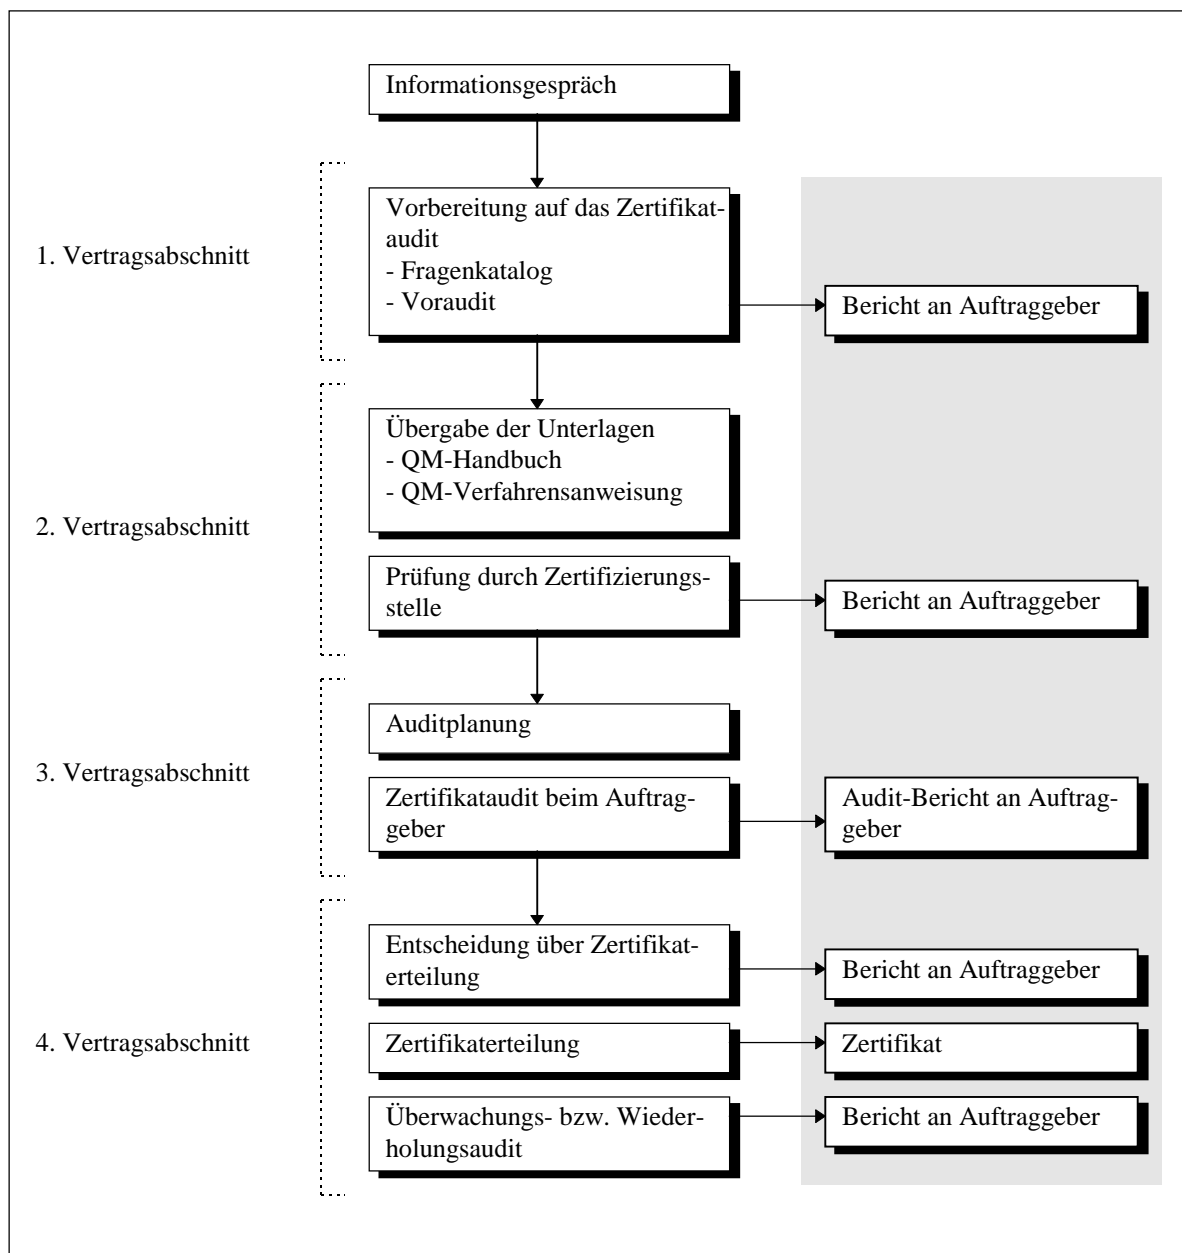 Informationsgespräch
1. Vertragsabschnitt
Vorbereitung auf das Zertifikat-
audit
- Fragenkatalog
- Voraudit
Bericht an Auftraggeber
2. Vertragsabschnitt
Übergabe der Unterlagen
- QM-Handbuch
- QM-Verfahrensanweisung
Prüfung durch Zertifizierungs-
stelle
Bericht an Auftraggeber
3. Vertragsabschnitt
Auditplanung
Zertifikataudit beim Auftrag-
geber
Audit-Bericht an Auftrag-
geber
4. Vertragsabschnitt
Entscheidung über Zertifikat-
erteilung
Bericht an Auftraggeber
Zertifikaterteilung
Zertifikat
Überwachungs- bzw. Wieder-
holungsaudit
Bericht an Auftraggeber